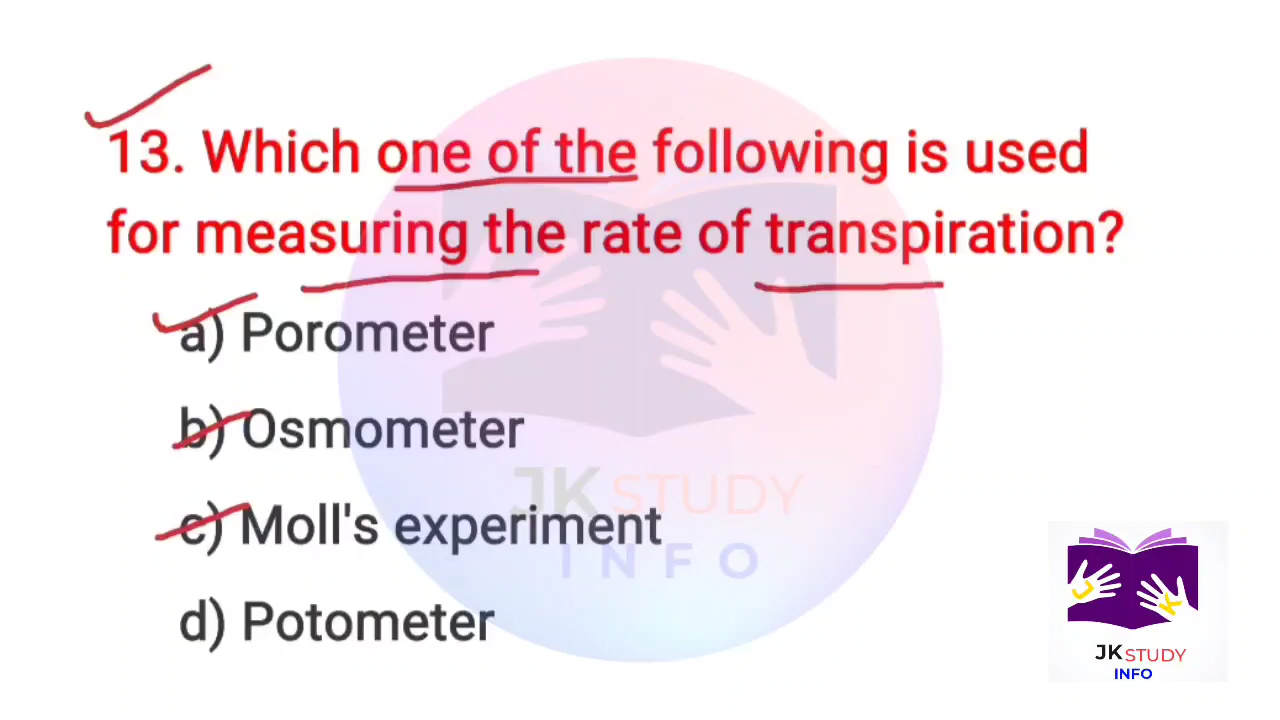 13. Which one of the following is used
for measuring the rate of transpiration?
a) Porometer
b) Osmometer
c) Moll's experiment
d) Potometer
JK STUDY
INFO
J K
JK STUDY
INFO